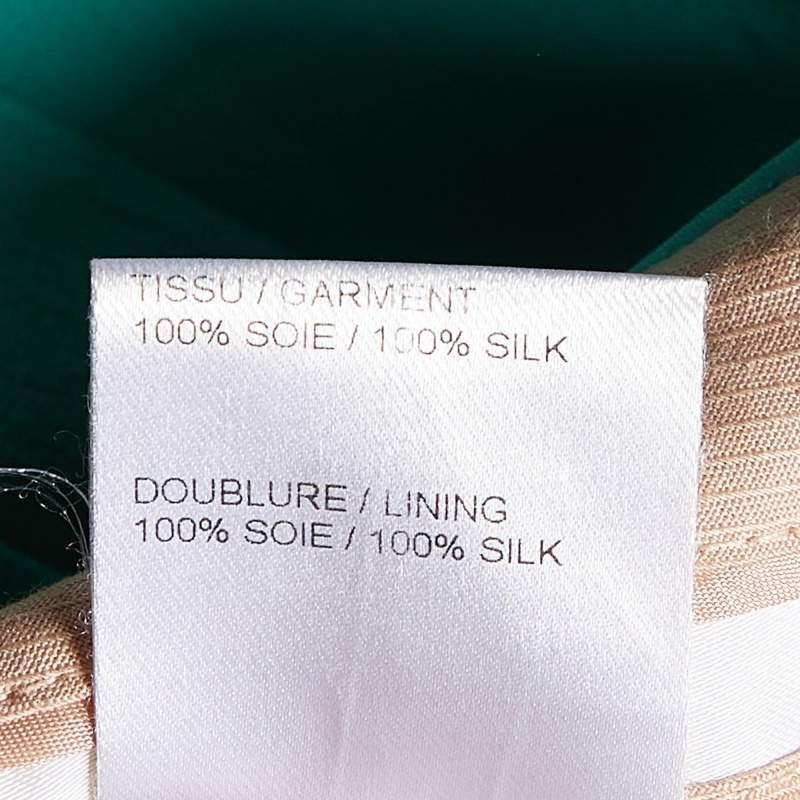 TISSU / GARMENT
100% SOIE / 100% SILK
DOUBLURE / LINING
100% SOIE / 100% SILK